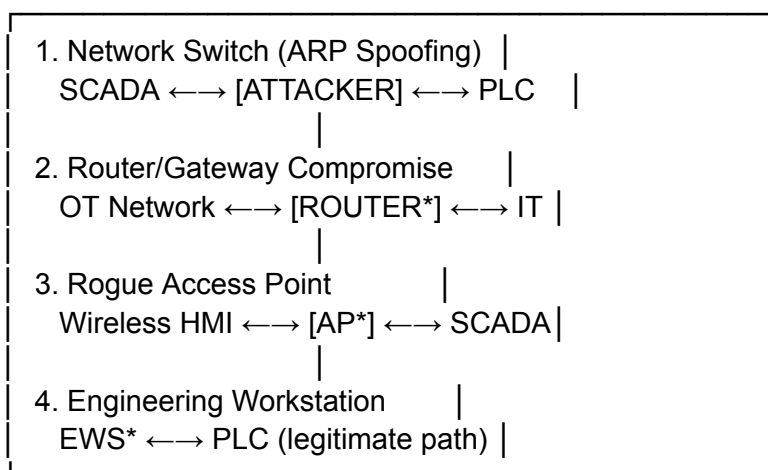 1. Network Switch (ARP Spoofing)
SCADA ←→ [ATTACKER] ←→ PLC
2. Router/Gateway Compromise
OT Network ←→ [ROUTER*] ←→ IT
3. Rogue Access Point
Wireless HMI ←→ [AP*] ←→ SCADA
4. Engineering Workstation
EWS* ←→ PLC (legitimate path)